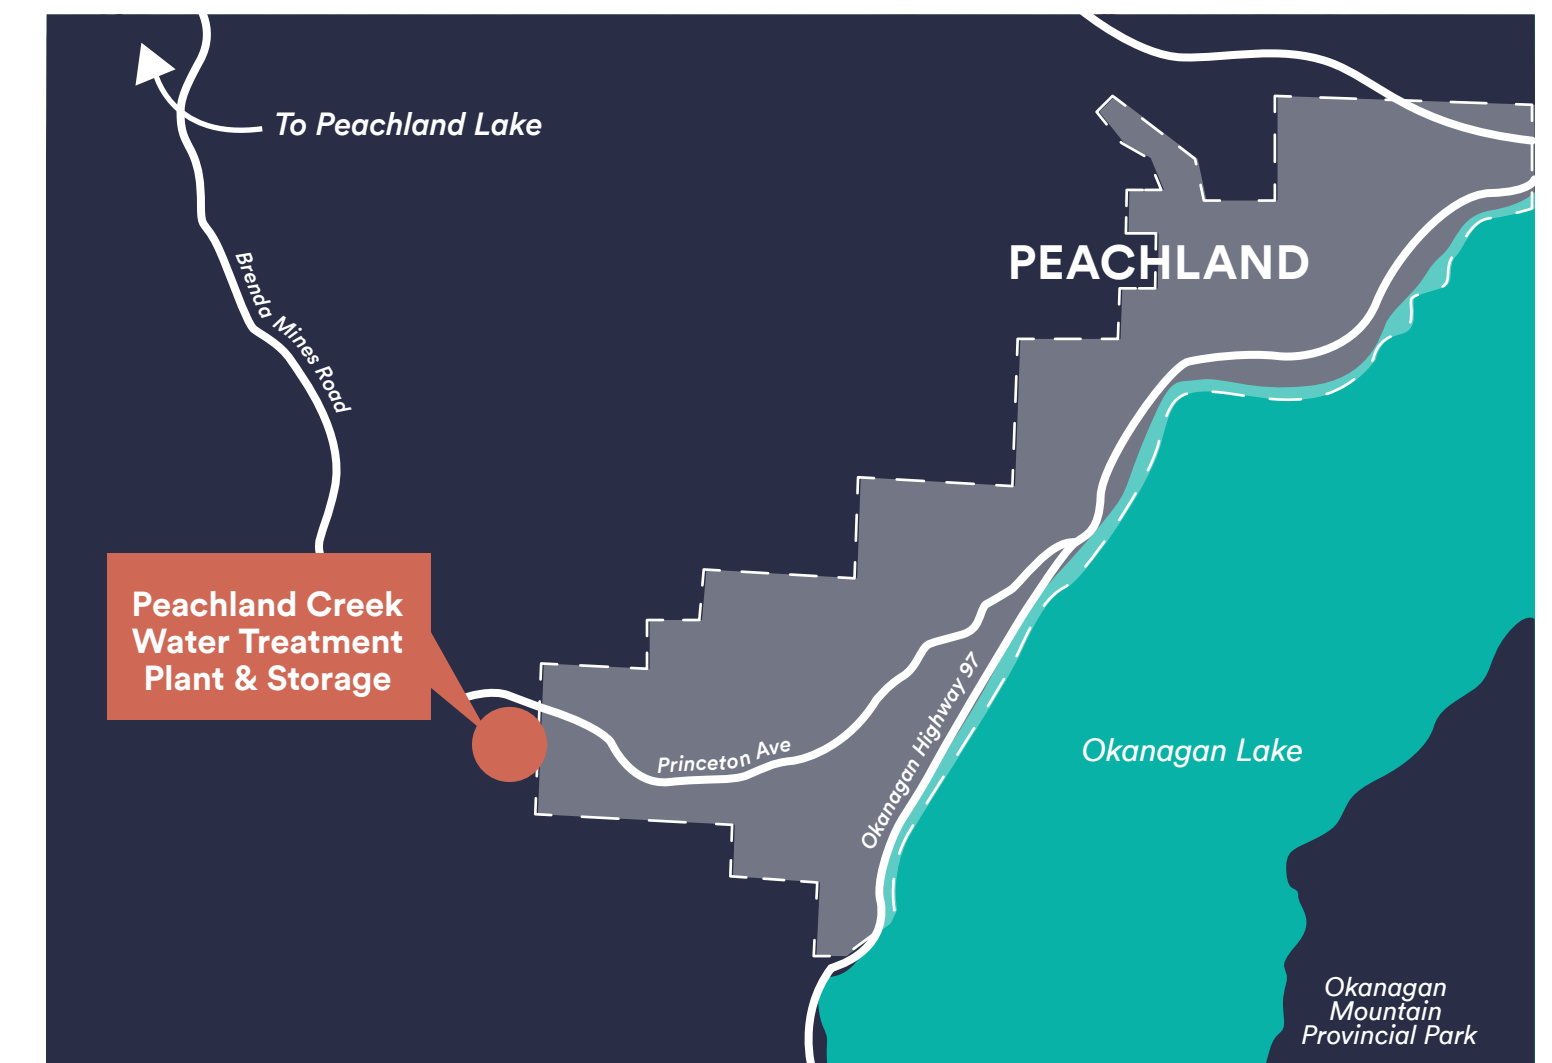 To Peachland Lake
PEACHLAND
Brenda Mines Road
Peachland Creek
Water Treatment
Plant & Storage
Princeton Ave
Okanagan Highway 97
Okanagan Lake
Okanagan
Mountain
Provincial Park